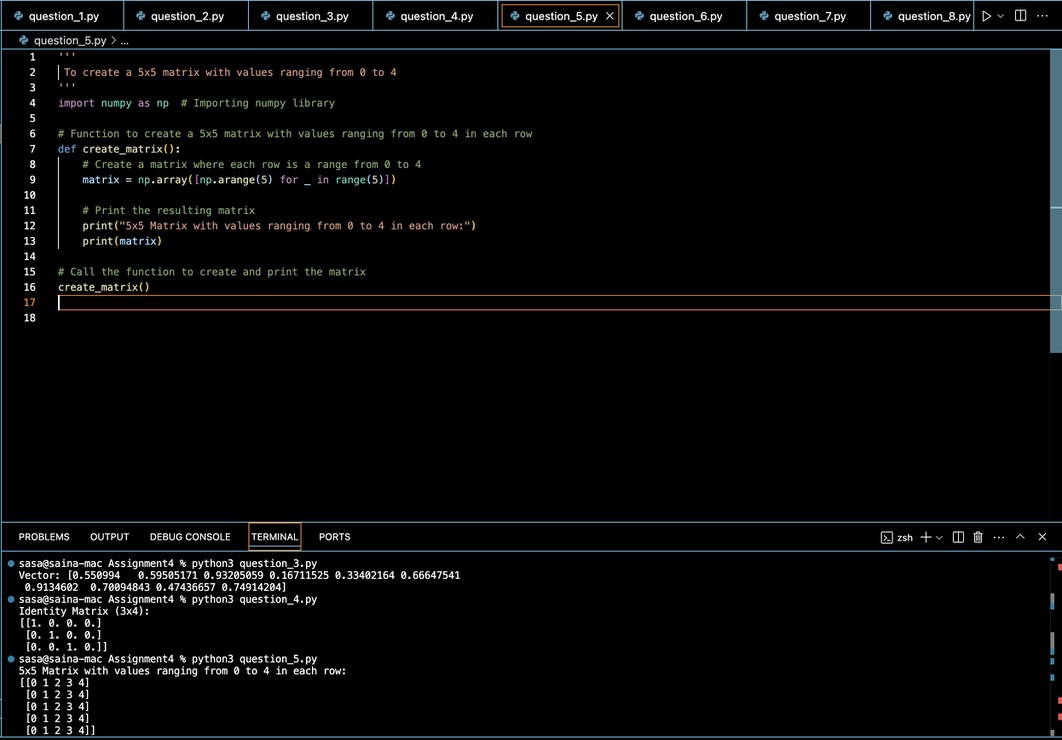 question_1.py question_2.py question_3.py question_4.py question_5.py question_6.py question_7.py question_8.py
question_5.py > ...
1 '''
2 To create a 5x5 matrix with values ranging from 0 to 4
3 '''
4 import numpy as np # Importing numpy library
5
6 # Function to create a 5x5 matrix with values ranging from 0 to 4 in each row
7 def create_matrix():
8 # Create a matrix where each row is a range from 0 to 4
9 matrix = np.array([np.arange(5) for _ in range(5)])
10
11 # Print the resulting matrix
12 print("5x5 Matrix with values ranging from 0 to 4 in each row:")
13 print(matrix)
14
15 # Call the function to create and print the matrix
16 create_matrix()
17
18
PROBLEMS OUTPUT DEBUG CONSOLE TERMINAL PORTS zsh
sasa@saina-mac Assignment4 % python3 question_3.py
Vector: [0.550994 0.59505171 0.93205059 0.16711525 0.33402164 0.66647541
0.9134602 0.70094843 0.47436657 0.74914204]
sasa@saina-mac Assignment4 % python3 question_4.py
Identity Matrix (3x4):
[[1. 0. 0. 0.]
[0. 1. 0. 0.]
[0. 0. 1. 0.]]
sasa@saina-mac Assignment4 % python3 question_5.py
5x5 Matrix with values ranging from 0 to 4 in each row:
[[0 1 2 3 4]
[0 1 2 3 4]
[0 1 2 3 4]
[0 1 2 3 4]
[0 1 2 3 4]]